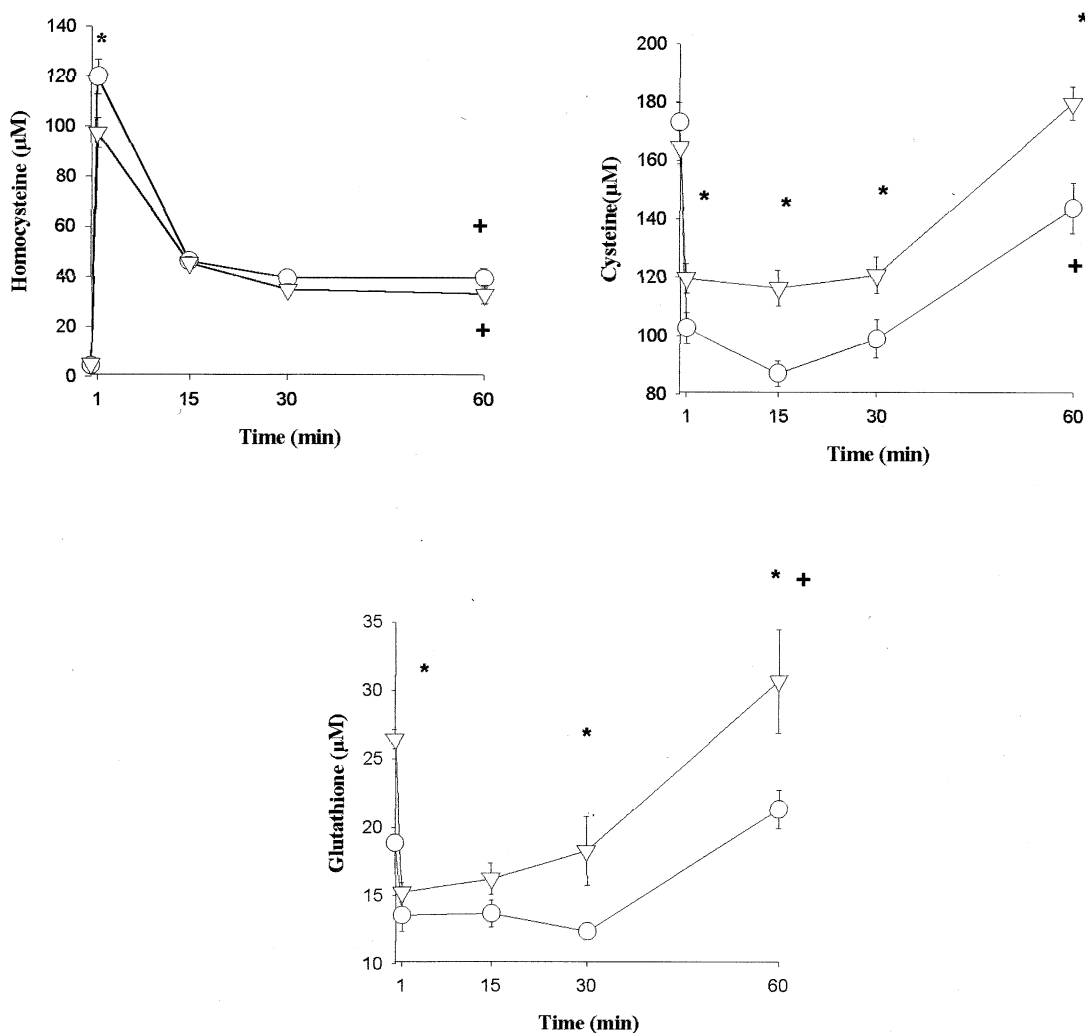 140
120
100
80
60
40
20
0
Homocysteine (µM)
*
+
+
1 15 30 60
Time (min)
200
180
160
140
120
100
80
Cysteine(µM)
*
* * *
+
1 15 30 60
Time (min)
35
30
25
20
15
10
Glutathione (µM)
* +
*
*
1 15 30 60
Time (min)